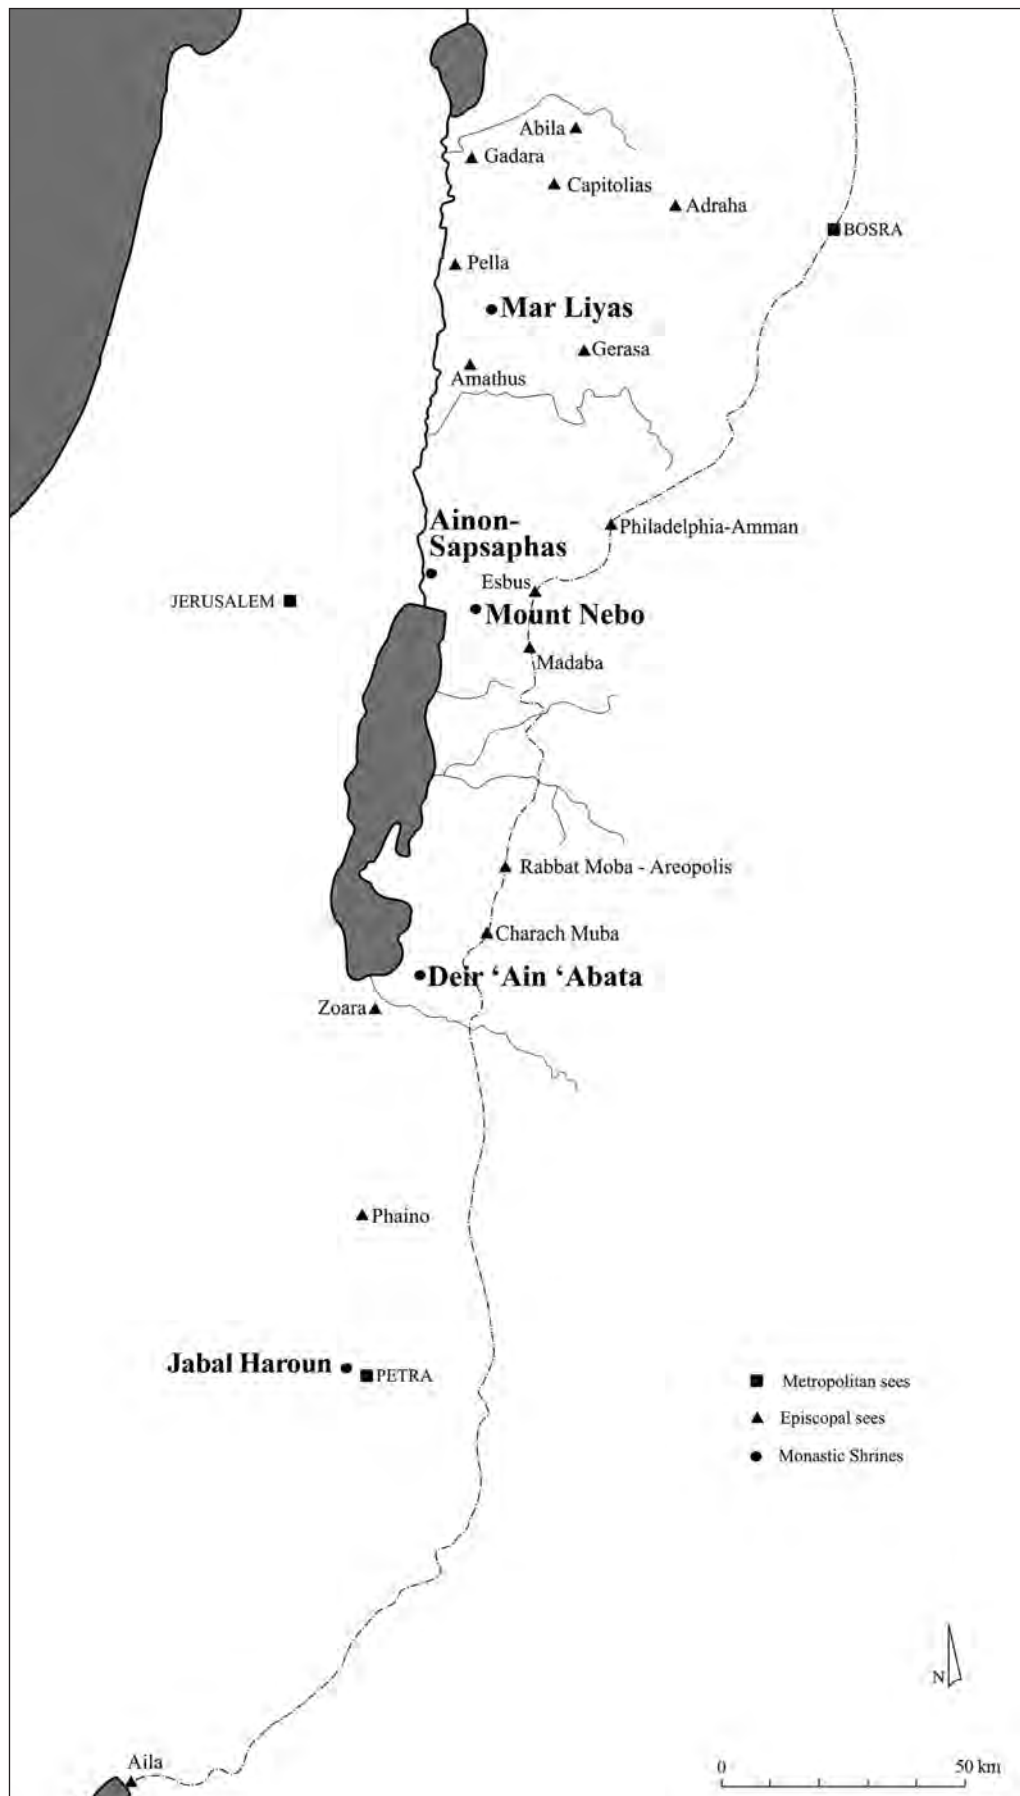 Abila
Gadara
Capitolias
Adraha
BOSRA
Pella
Mar Liyas
Gerasa
Amathus
Ainon-
Sapsaphas
Philadelphia-Amman
Esbus
JERUSALEM
Mount Nebo
Madaba
Rabbat Moba - Areopolis
Charach Muba
Deir ‘Ain ‘Abata
Zoara
Phaino
Jabal Haroun
PETRA
Metropolitan sees
Episcopal sees
Monastic Shrines
N
Aila
0
50 km